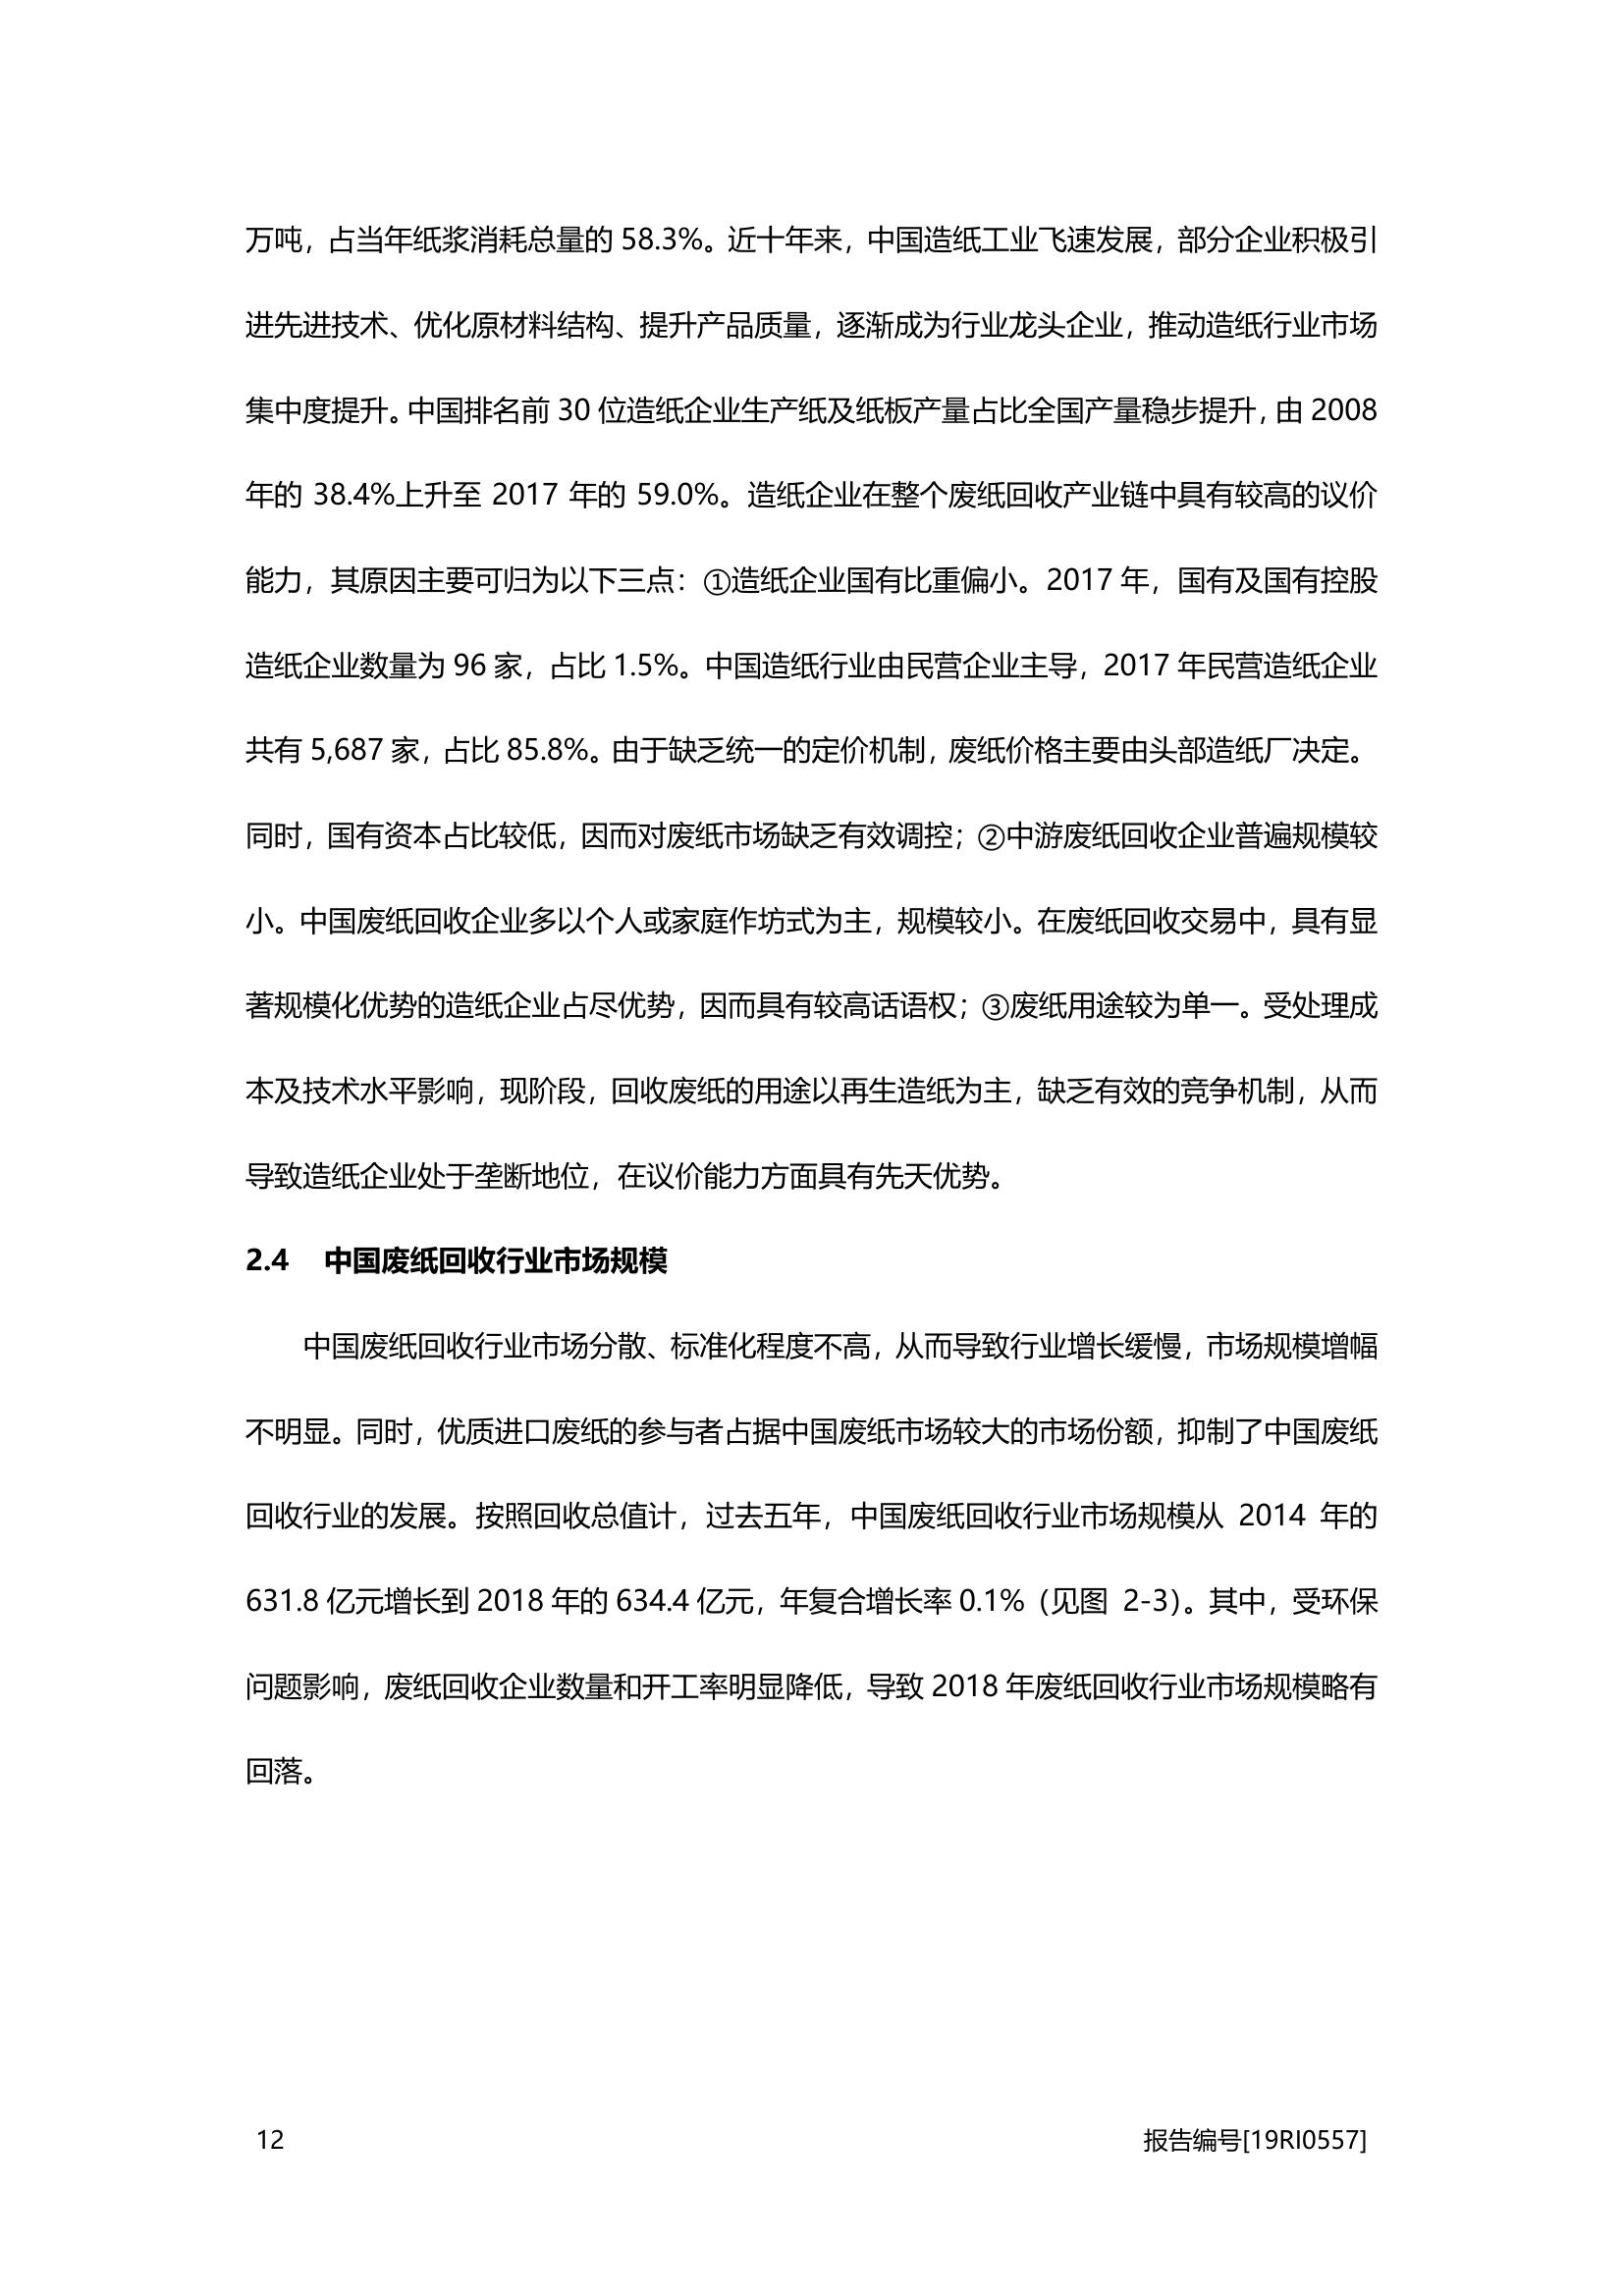 万吨，占当年纸浆消耗总量的 58.3%。近十年来，中国造纸工业飞速发展，部分企业积极引
进先进技术、优化原材料结构、提升产品质量，逐渐成为行业龙头企业，推动造纸行业市场
集中度提升。中国排名前 30 位造纸企业生产纸及纸板产量占比全国产量稳步提升，由 2008
年的 38.4%上升至 2017 年的 59.0%。造纸企业在整个废纸回收产业链中具有较高的议价
能力，其原因主要可归为以下三点：①造纸企业国有比重偏小。2017 年，国有及国有控股
造纸企业数量为 96 家，占比 1.5%。中国造纸行业由民营企业主导，2017 年民营造纸企业
共有 5,687 家，占比 85.8%。由于缺乏统一的定价机制，废纸价格主要由头部造纸厂决定。
同时，国有资本占比较低，因而对废纸市场缺乏有效调控；②中游废纸回收企业普遍规模较
小。中国废纸回收企业多以个人或家庭作坊式为主，规模较小。在废纸回收交易中，具有显
著规模化优势的造纸企业占尽优势，因而具有较高话语权；③废纸用途较为单一。受处理成
本及技术水平影响，现阶段，回收废纸的用途以再生造纸为主，缺乏有效的竞争机制，从而
导致造纸企业处于垄断地位，在议价能力方面具有先天优势。
2.4 中国废纸回收行业市场规模
中国废纸回收行业市场分散、标准化程度不高，从而导致行业增长缓慢，市场规模增幅
不明显。同时，优质进口废纸的参与者占据中国废纸市场较大的市场份额，抑制了中国废纸
回收行业的发展。按照回收总值计，过去五年，中国废纸回收行业市场规模从 2014 年的
631.8 亿元增长到 2018 年的 634.4 亿元，年复合增长率 0.1%（见图 2-3）。其中，受环保
问题影响，废纸回收企业数量和开工率明显降低，导致 2018 年废纸回收行业市场规模略有
回落。
12 报告编号[19RI0557]